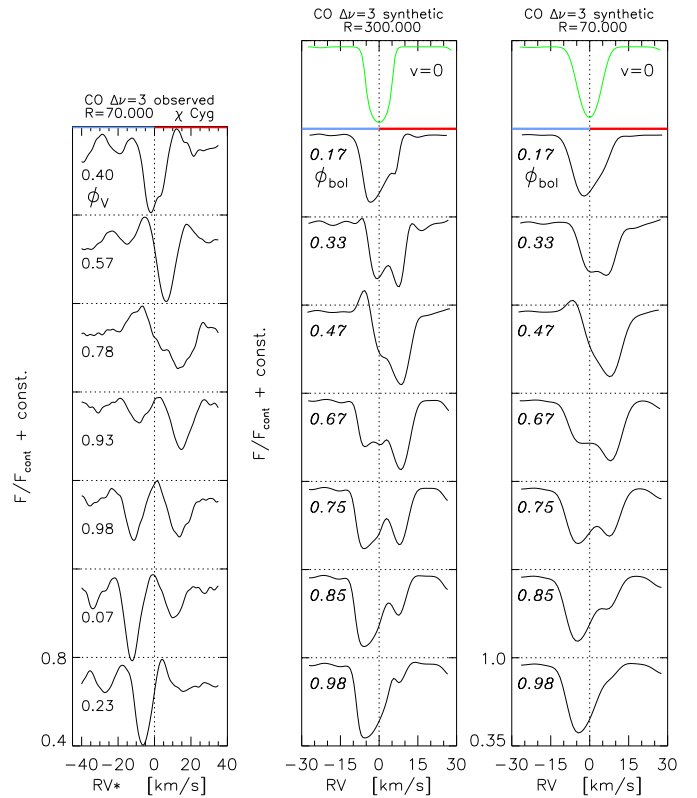 CO Δν=3 observed
R=70.000 χ Cyg
0.40
ϕV
0.57
0.78
0.93
0.98
0.07
0.8
0.23
0.4
−40 −20 0 20 40
RV* [km/s]
F/Fcont + const.
CO Δν=3 synthetic
R=300.000
v=0
0.17
ϕbol
0.33
0.47
0.67
0.75
0.85
0.98
−30 −15 0 15 30
RV [km/s]
F/Fcont + const.
CO Δν=3 synthetic
R=70.000
v=0
0.17
ϕbol
0.33
0.47
0.67
0.75
0.85
1.0
0.98
0.35
−30 −15 0 15 30
RV [km/s]